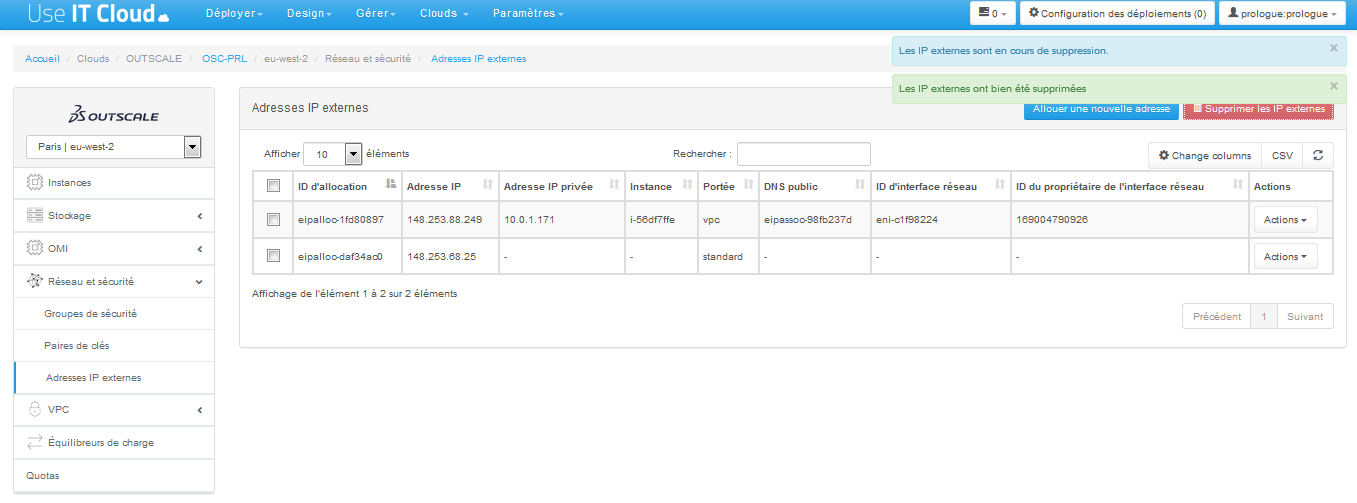 Use IT Cloud Déployer Design Gérer Clouds Paramètres 0 Configuration des déploiements (0) prologue:prologue
Les IP externes sont en cours de suppression. ×
Accueil / Clouds / OUTSCALE / OSC-PRL / eu-west-2 / Réseau et sécurité / Adresses IP externes
Les IP externes ont bien été supprimées ×
OUTSCALE
Paris | eu-west-2
Instances
Stockage
OMI
Réseau et sécurité
Groupes de sécurité
Paires de clés
Adresses IP externes
VPC
Équilibreurs de charge
Quotas
Adresses IP externes Allouer une nouvelle adresse Supprimer les IP externes
Afficher 10 éléments Rechercher : Change columns CSV
ID d'allocation Adresse IP Adresse IP privée Instance Portée DNS public ID d'interface réseau ID du propriétaire de l'interface réseau Actions
eipalloc-1fd80897 148.253.88.249 10.0.1.171 i-56df7ffe vpc eipassoc-98fb237d eni-c1f98224 169004790926 Actions
eipalloc-daf34ac0 148.253.68.25 - - standard - - - Actions
Affichage de l'élément 1 à 2 sur 2 éléments
Précédent 1 Suivant